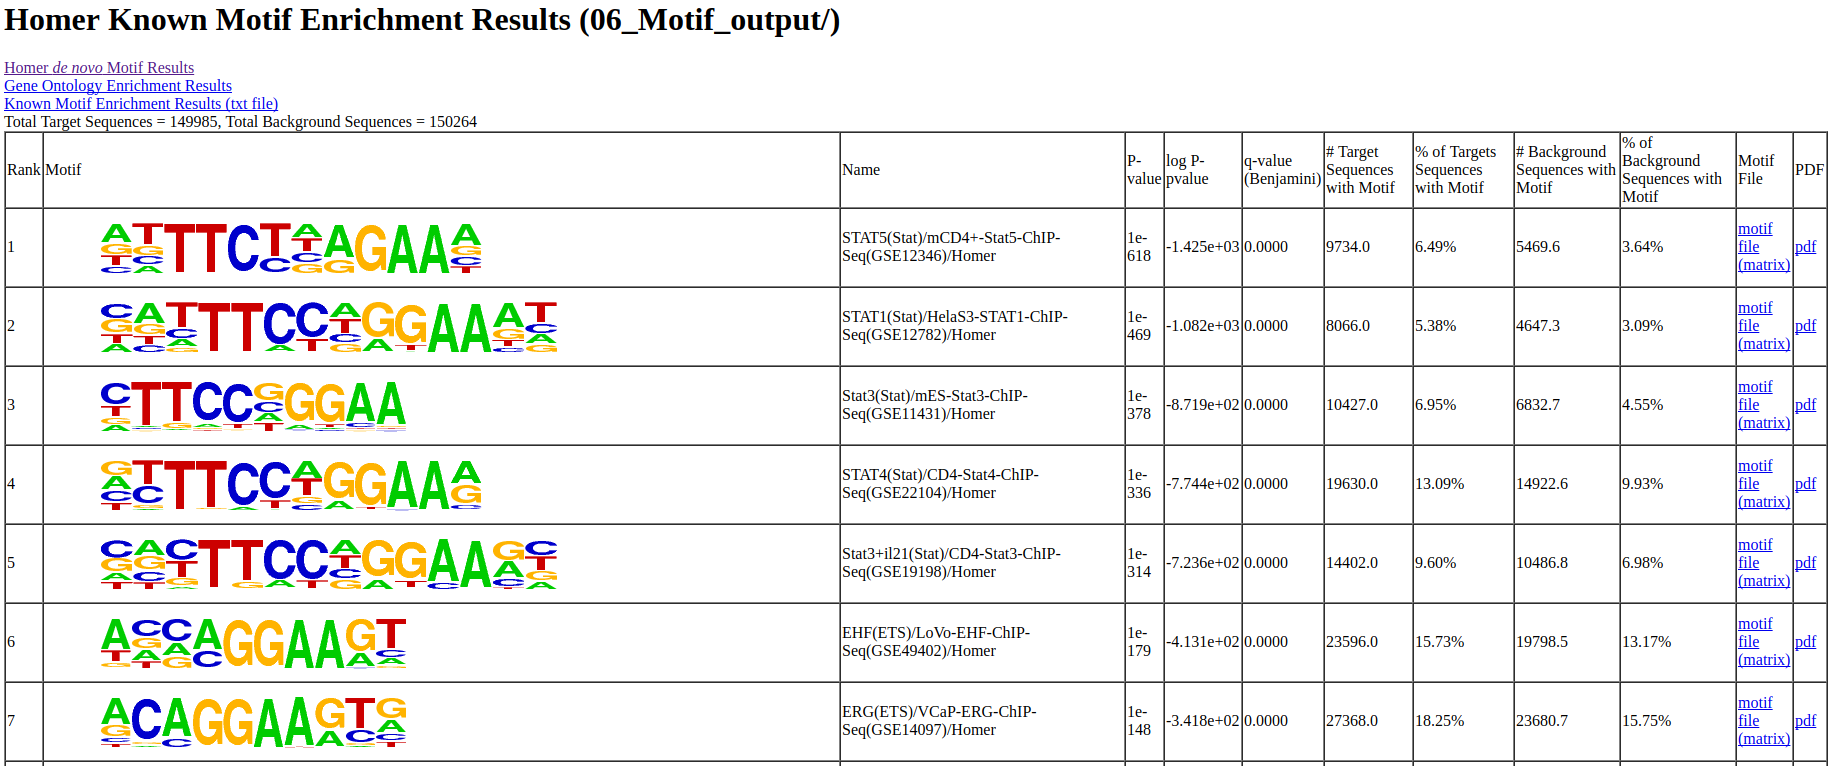 Homer Known Motif Enrichment Results (06_Motif_output/)
Homer de novo Motif Results
Gene Ontology Enrichment Results
Known Motif Enrichment Results (txt file)
Total Target Sequences = 149985, Total Background Sequences = 150264
Rank Motif Name P-value log P-pvalue q-value (Benjamini) # Target Sequences with Motif % of Targets Sequences with Motif # Background Sequences with Motif % of Background Sequences with Motif Motif File PDF
1 STAT5(Stat)/mCD4+-Stat5-ChIP-Seq(GSE12346)/Homer 1e-618 -1.425e+03 0.0000 9734.0 6.49% 5469.6 3.64% motif file (matrix) pdf
2 STAT1(Stat)/HelaS3-STAT1-ChIP-Seq(GSE12782)/Homer 1e-469 -1.082e+03 0.0000 8066.0 5.38% 4647.3 3.09% motif file (matrix) pdf
3 Stat3(Stat)/mES-Stat3-ChIP-Seq(GSE11431)/Homer 1e-378 -8.719e+02 0.0000 10427.0 6.95% 6832.7 4.55% motif file (matrix) pdf
4 STAT4(Stat)/CD4-Stat4-ChIP-Seq(GSE22104)/Homer 1e-336 -7.744e+02 0.0000 19630.0 13.09% 14922.6 9.93% motif file (matrix) pdf
5 Stat3+il21(Stat)/CD4-Stat3-ChIP-Seq(GSE19198)/Homer 1e-314 -7.236e+02 0.0000 14402.0 9.60% 10486.8 6.98% motif file (matrix) pdf
6 EHF(ETS)/LoVo-EHF-ChIP-Seq(GSE49402)/Homer 1e-179 -4.131e+02 0.0000 23596.0 15.73% 19798.5 13.17% motif file (matrix) pdf
7 ERG(ETS)/VCaP-ERG-ChIP-Seq(GSE14097)/Homer 1e-148 -3.418e+02 0.0000 27368.0 18.25% 23680.7 15.75% motif file (matrix) pdf